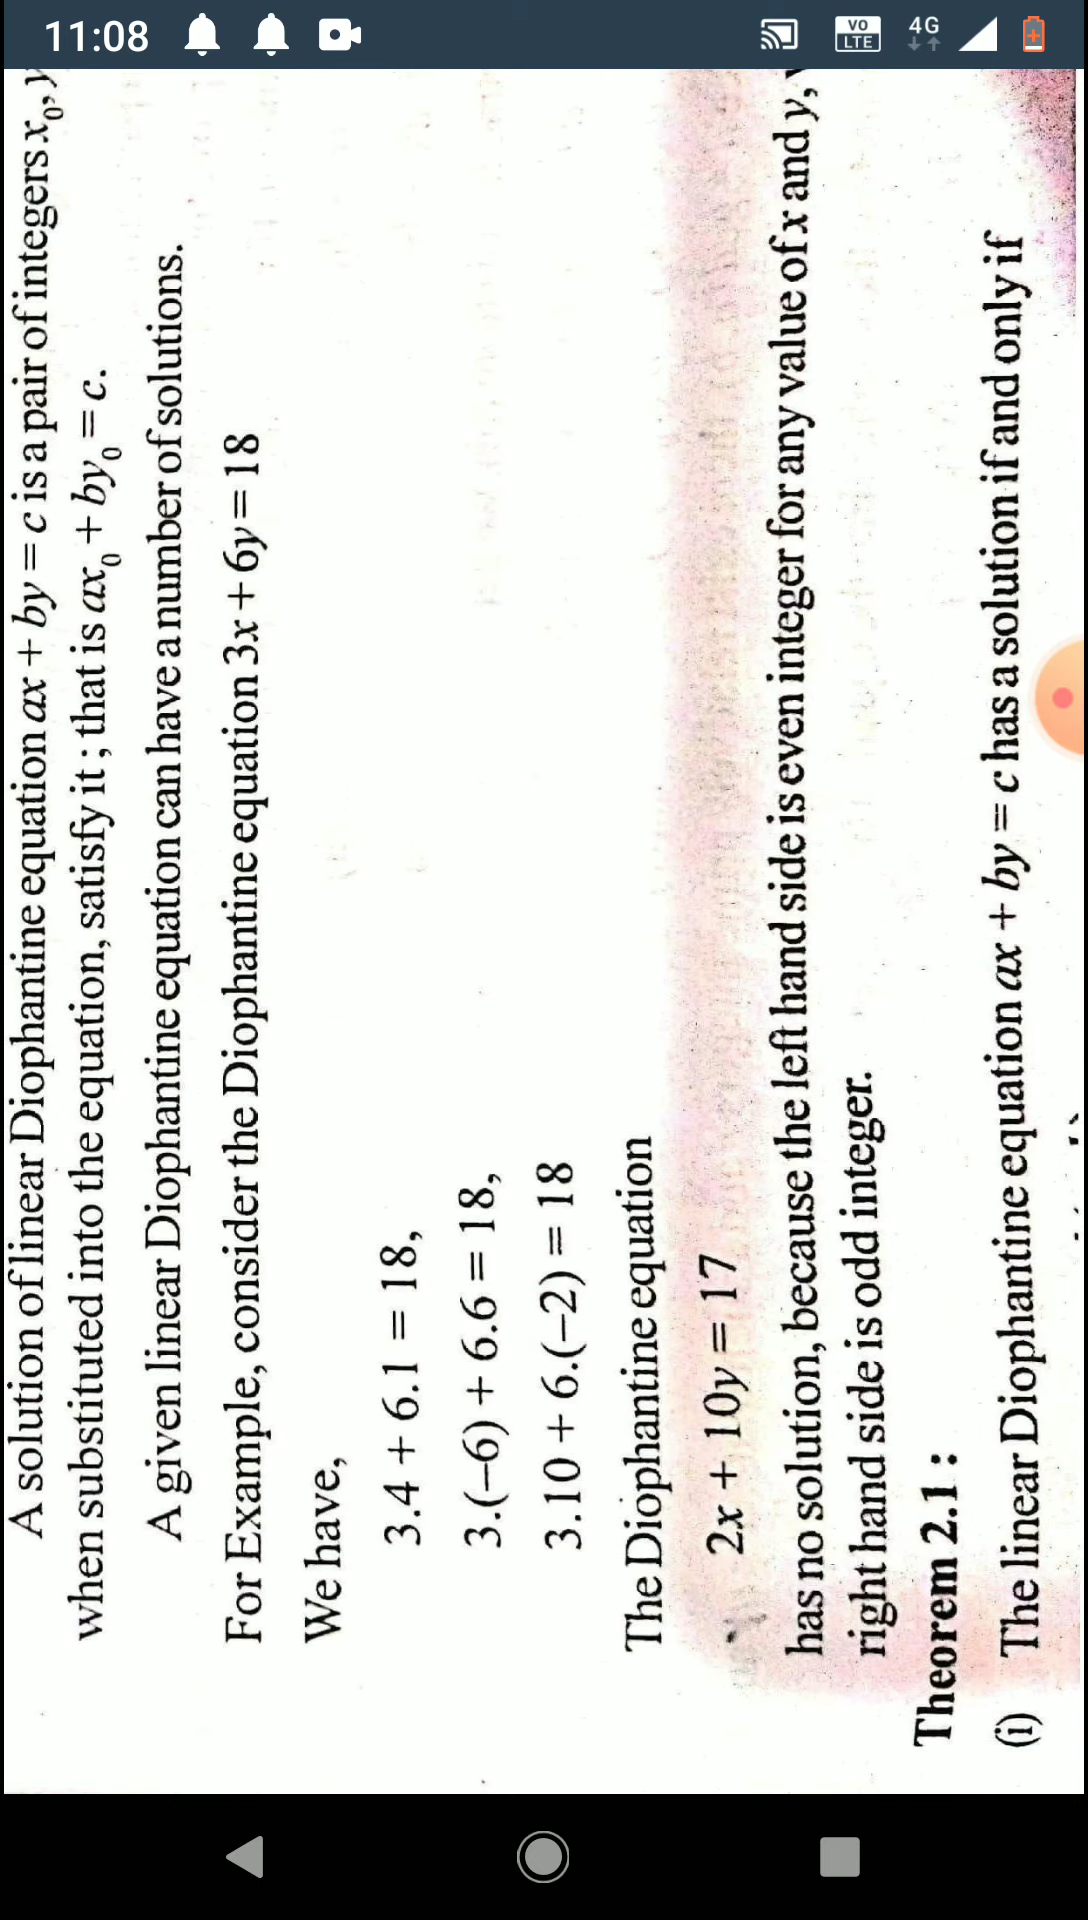 11:08
VO
LTE
4G
A solution of linear Diophantine equation ax + by = c is a pair of integers x₀, y
when substituted into the equation, satisfy it ; that is ax₀ + by₀ = c.
A given linear Diophantine equation can have a number of solutions.
For Example, consider the Diophantine equation 3x + 6y = 18
We have,
3.4 + 6.1 = 18,
3.(–6) + 6.6 = 18,
3.10 + 6.(–2) = 18
The Diophantine equation
2x + 10y = 17
has no solution, because the left hand side is even integer for any value of x and y,
right hand side is odd integer.
Theorem 2.1 :
(i) The linear Diophantine equation ax + by = c has a solution if and only if